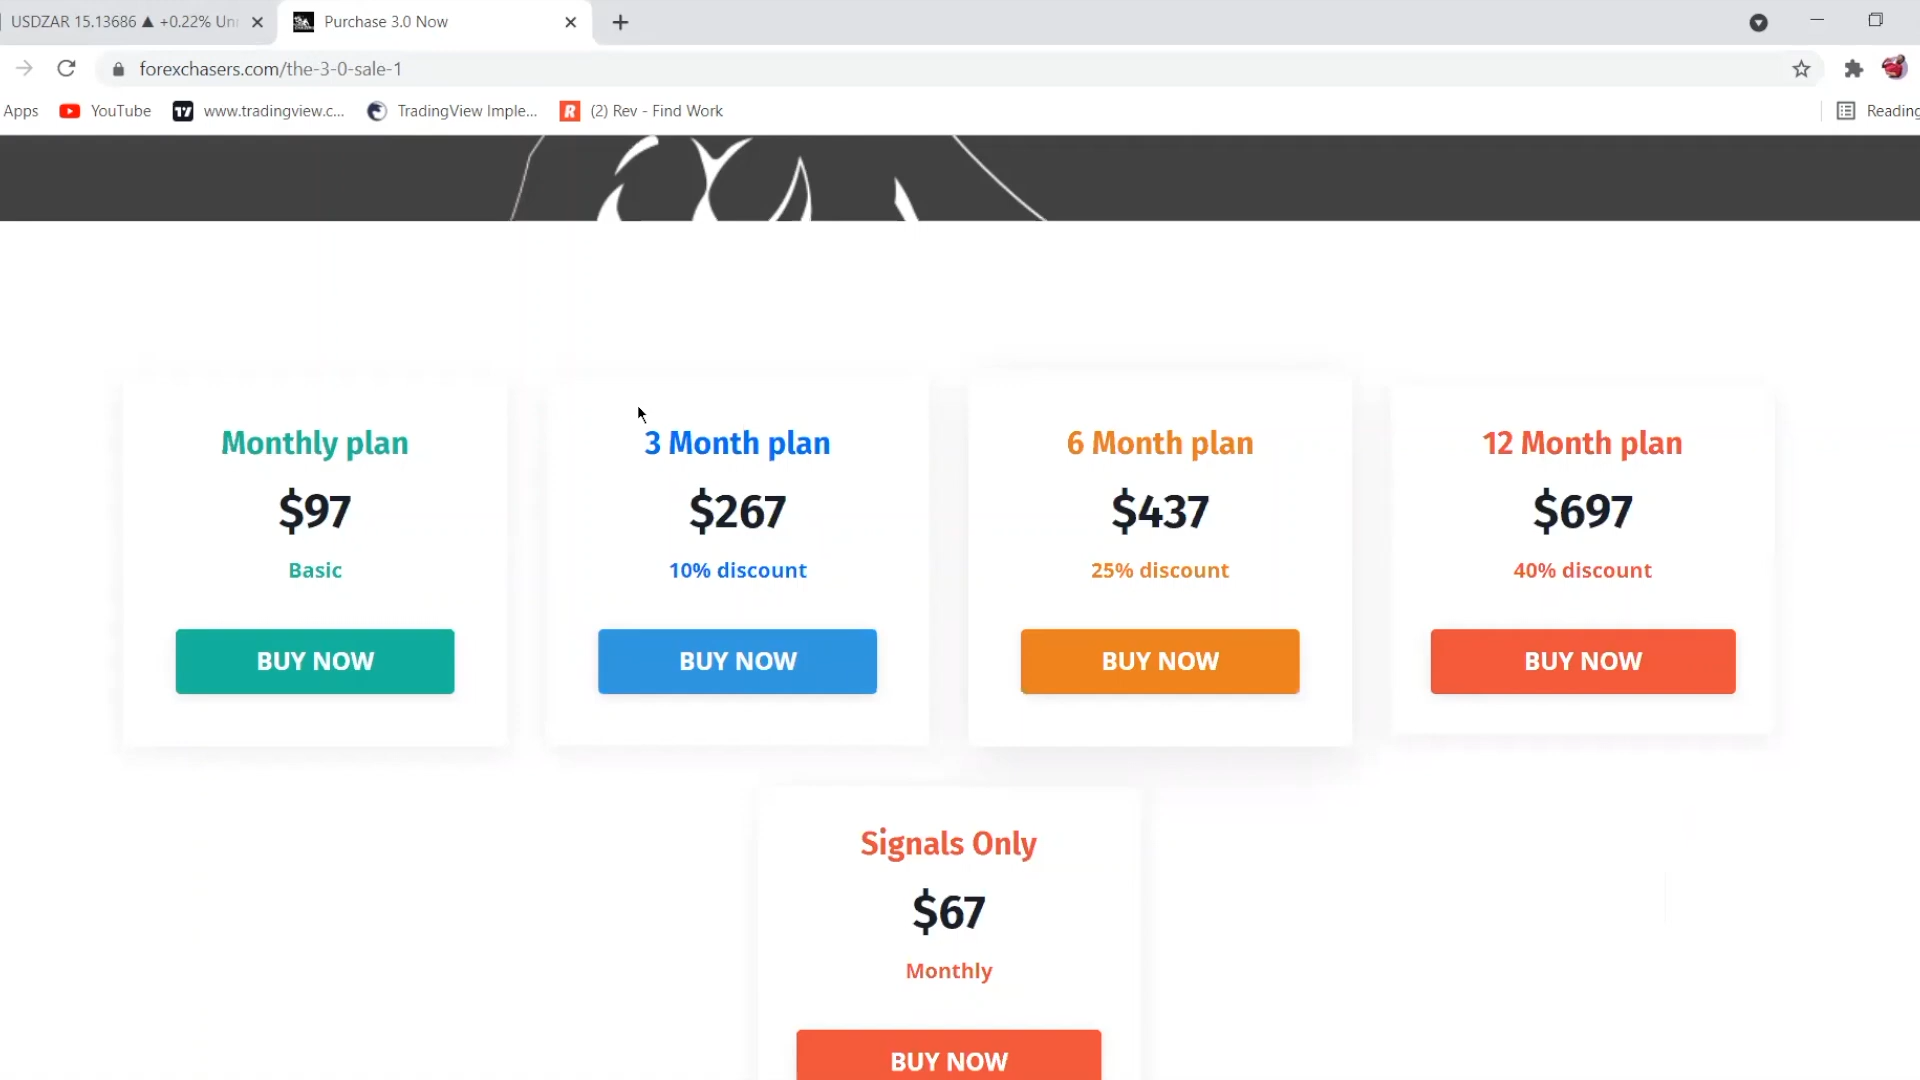 USDZAR 15.13686 ▲ +0.22% Un
Purchase 3.0 Now
forexchasers.com/the-3-0-sale-1
Apps
YouTube
www.tradingview.c...
TradingView Imple...
R
(2) Rev - Find Work
Reading
Monthly plan
3 Month plan
6 Month plan
12 Month plan
$97
$267
$437
$697
Basic
10% discount
25% discount
40% discount
BUY NOW
BUY NOW
BUY NOW
BUY NOW
Signals Only
$67
Monthly
BUY NOW